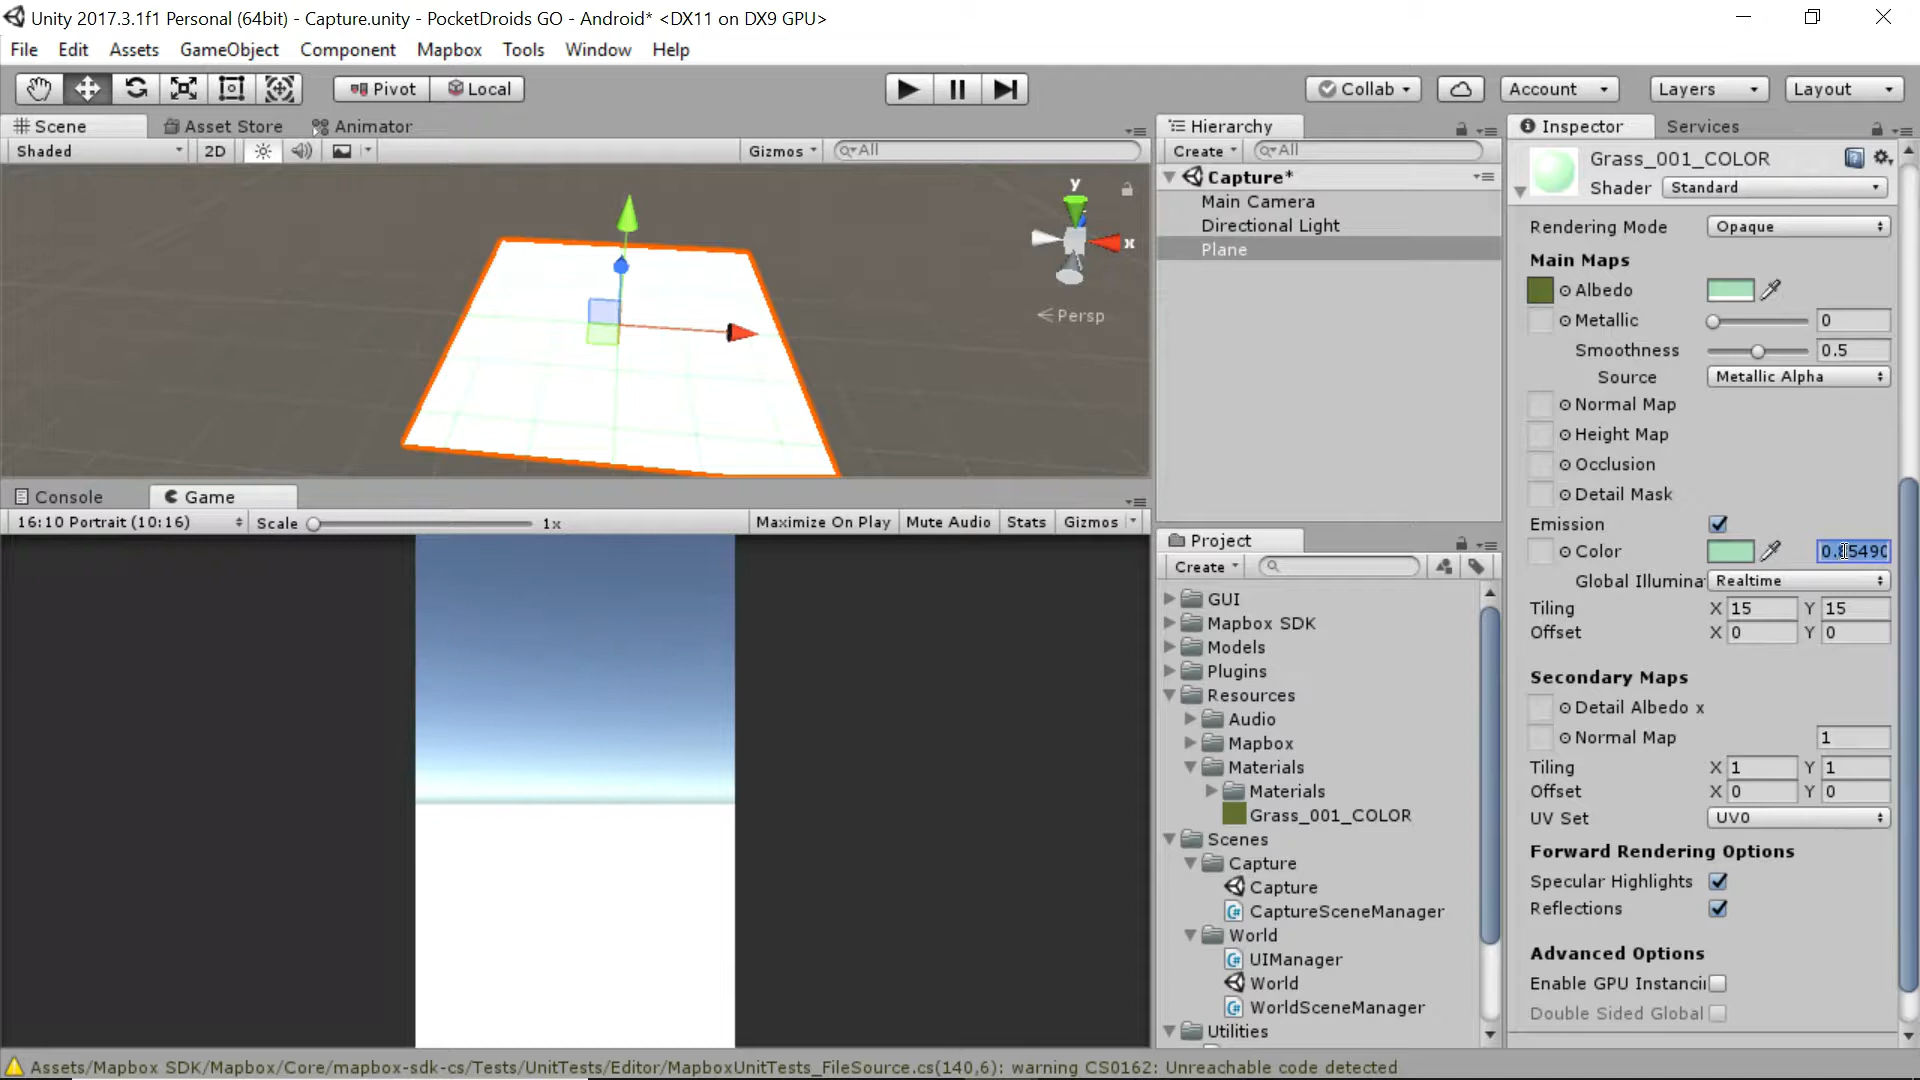 Unity 2017.3.1f1 Personal (64bit) - Capture.unity - PocketDroids GO - Android* <DX11 on DX9 GPU>
File Edit Assets GameObject Component Mapbox Tools Window Help
Pivot Local Collab Account Layers Layout
Scene Asset Store Animator
Shaded 2D Gizmos All
y
x
Persp
Console Game
16:10 Portrait (10:16) Scale 1x Maximize On Play Mute Audio Stats Gizmos
Hierarchy
Create All
Capture*
Main Camera
Directional Light
Plane
Project
Create
GUI
Mapbox SDK
Models
Plugins
Resources
Audio
Mapbox
Materials
Materials
Grass_001_COLOR
Scenes
Capture
Capture
CaptureSceneManager
World
UIManager
World
WorldSceneManager
Utilities
Inspector Services
Grass_001_COLOR
Shader Standard
Rendering Mode Opaque
Main Maps
Albedo
Metallic 0
Smoothness 0.5
Source Metallic Alpha
Normal Map
Height Map
Occlusion
Detail Mask
Emission
Color 0.85490
Global Illumina Realtime
Tiling X 15 Y 15
Offset X 0 Y 0
Secondary Maps
Detail Albedo x
Normal Map 1
Tiling X 1 Y 1
Offset X 0 Y 0
UV Set UV0
Forward Rendering Options
Specular Highlights
Reflections
Advanced Options
Enable GPU Instanci
Double Sided Global
Assets/Mapbox SDK/Mapbox/Core/mapbox-sdk-cs/Tests/UnitTests/Editor/MapboxUnitTests_FileSource.cs(140,6): warning CS0162: Unreachable code detected